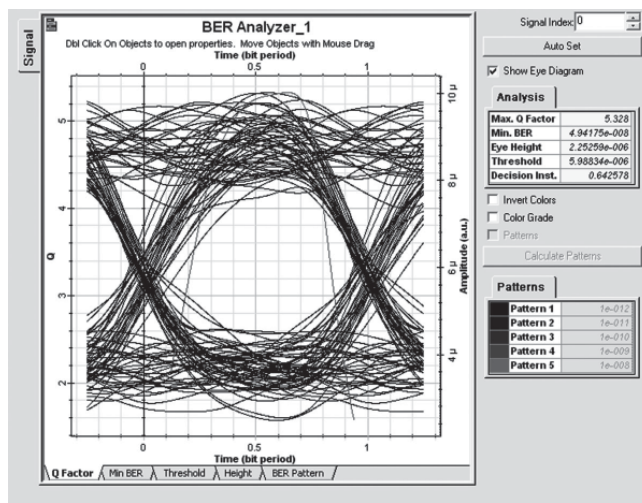 Signal
BER Analyzer_1
Dbl Click On Objects to open properties. Move Objects with Mouse Drag
Time (bit period)
0 0.5 1
Q
5
4
3
2
Amplitude (a.u.)
10 µ
8 µ
6 µ
4 µ
0 0.5 1
Time (bit period)
Q Factor Min BER Threshold Height BER Pattern
Signal Index: 0
Auto Set
Show Eye Diagram
Analysis
Max. Q Factor 5.328
Min. BER 4.94175e-008
Eye Height 2.25259e-006
Threshold 5.98834e-006
Decision Inst. 0.642578
Invert Colors
Color Grade
Patterns
Calculate Patterns
Patterns
Pattern 1 1e-012
Pattern 2 1e-011
Pattern 3 1e-010
Pattern 4 1e-009
Pattern 5 1e-008